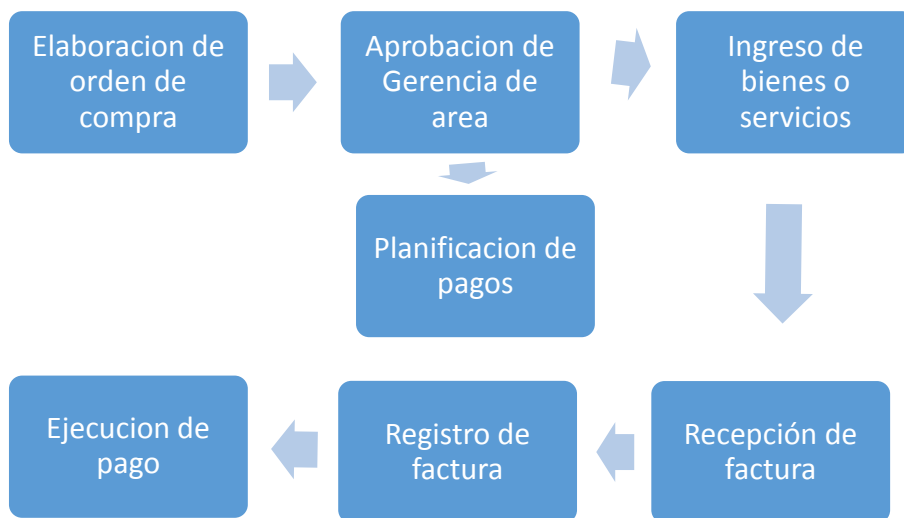 Elaboracion de
orden de
compra
Aprobacion de
Gerencia de
area
Ingreso de
bienes o
servicios
Planificacion de
pagos
Recepción de
factura
Registro de
factura
Ejecucion de
pago